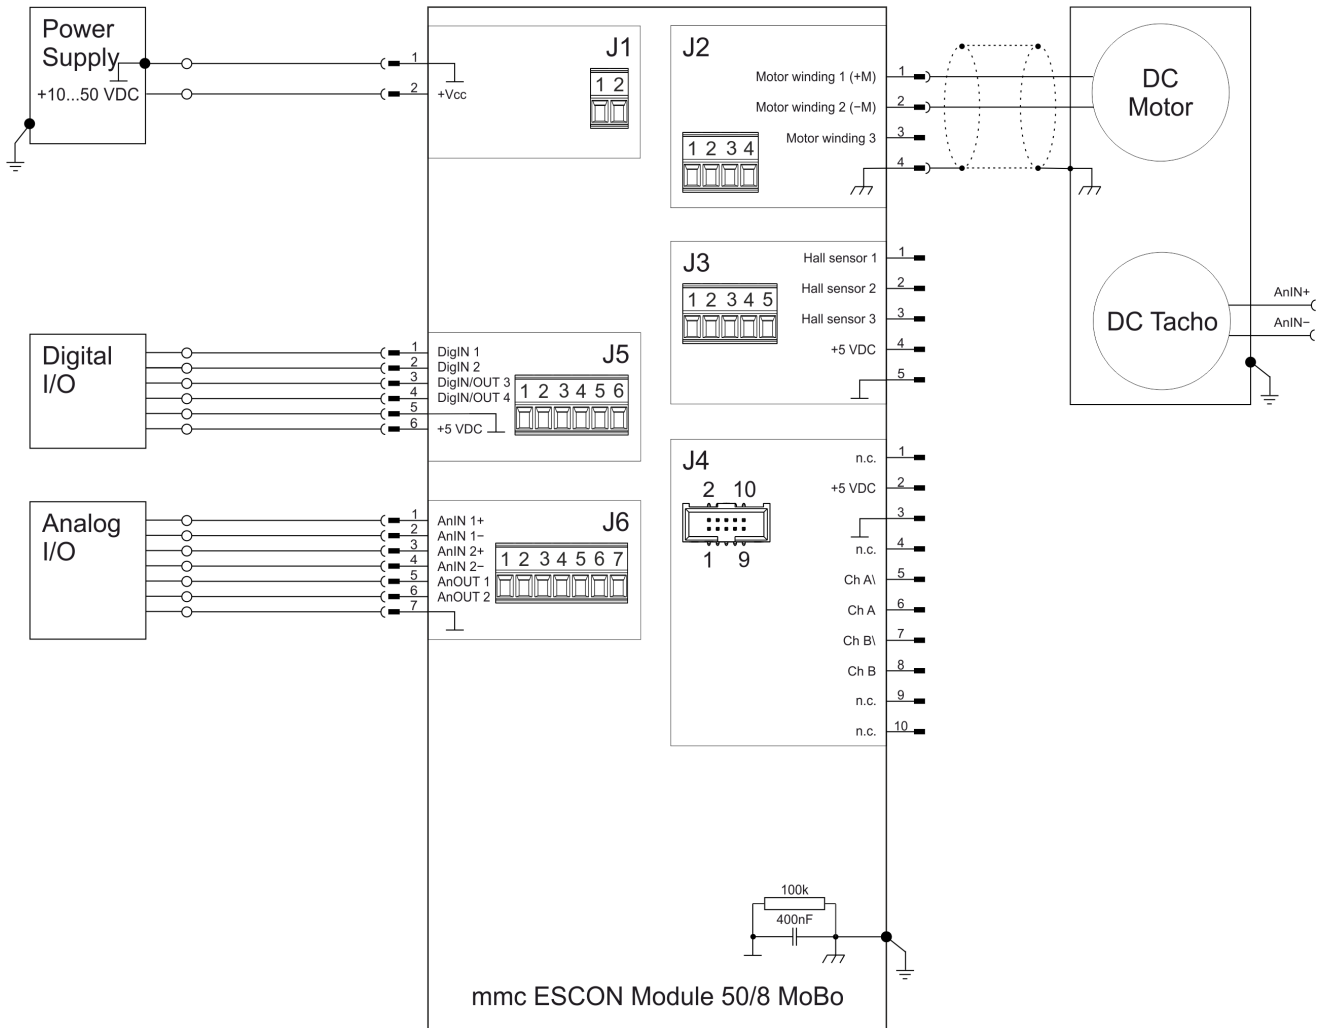 Power
Supply
+10...50 VDC
1
2
+Vcc
J1
1 2
J2
Motor winding 1 (+M)
1
Motor winding 2 (−M)
2
Motor winding 3
3
4
1 2 3 4
DC
Motor
J3
1 2 3 4 5
Hall sensor 1
1
Hall sensor 2
2
Hall sensor 3
3
+5 VDC
4
5
DC Tacho
AnIN+
AnIN−
Digital
I/O
1
DigIN 1
2
DigIN 2
3
DigIN/OUT 3
4
DigIN/OUT 4
5
6
+5 VDC
J5
1 2 3 4 5 6
J4
2 10
1 9
n.c.
1
+5 VDC
2
3
n.c.
4
Ch A\
5
Ch A
6
Ch B\
7
Ch B
8
n.c.
9
n.c.
10
Analog
I/O
1
AnIN 1+
2
AnIN 1−
3
AnIN 2+
4
AnIN 2−
5
AnOUT 1
6
AnOUT 2
7
J6
1 2 3 4 5 6 7
100k
400nF
mmc ESCON Module 50/8 MoBo